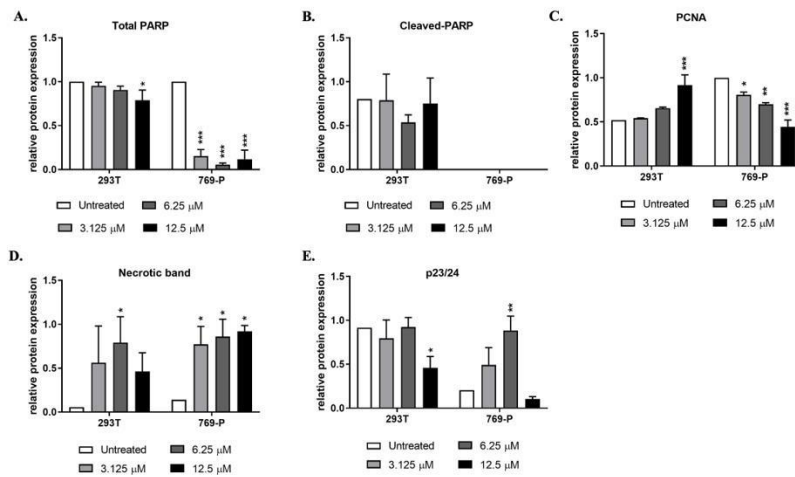 A.
Total PARP
relative protein expression
1.5
1.0
0.5
0.0
*
***
***
***
293T
769-P
Untreated
6.25 µM
3.125 µM
12.5 µM
B.
Cleaved-PARP
relative protein expression
1.5
1.0
0.5
0.0
293T
769-P
Untreated
6.25 µM
3.125 µM
12.5 µM
C.
PCNA
relative protein expression
1.5
1.0
0.5
0.0
***
*
**
***
293T
769-P
Untreated
6.25 µM
3.125 µM
12.5 µM
D.
Necrotic band
relative protein expression
1.5
1.0
0.5
0.0
*
*
*
*
293T
769-P
Untreated
6.25 µM
3.125 µM
12.5 µM
E.
p23/24
relative protein expression
1.5
1.0
0.5
0.0
*
**
293T
769-P
Untreated
6.25 µM
3.125 µM
12.5 µM